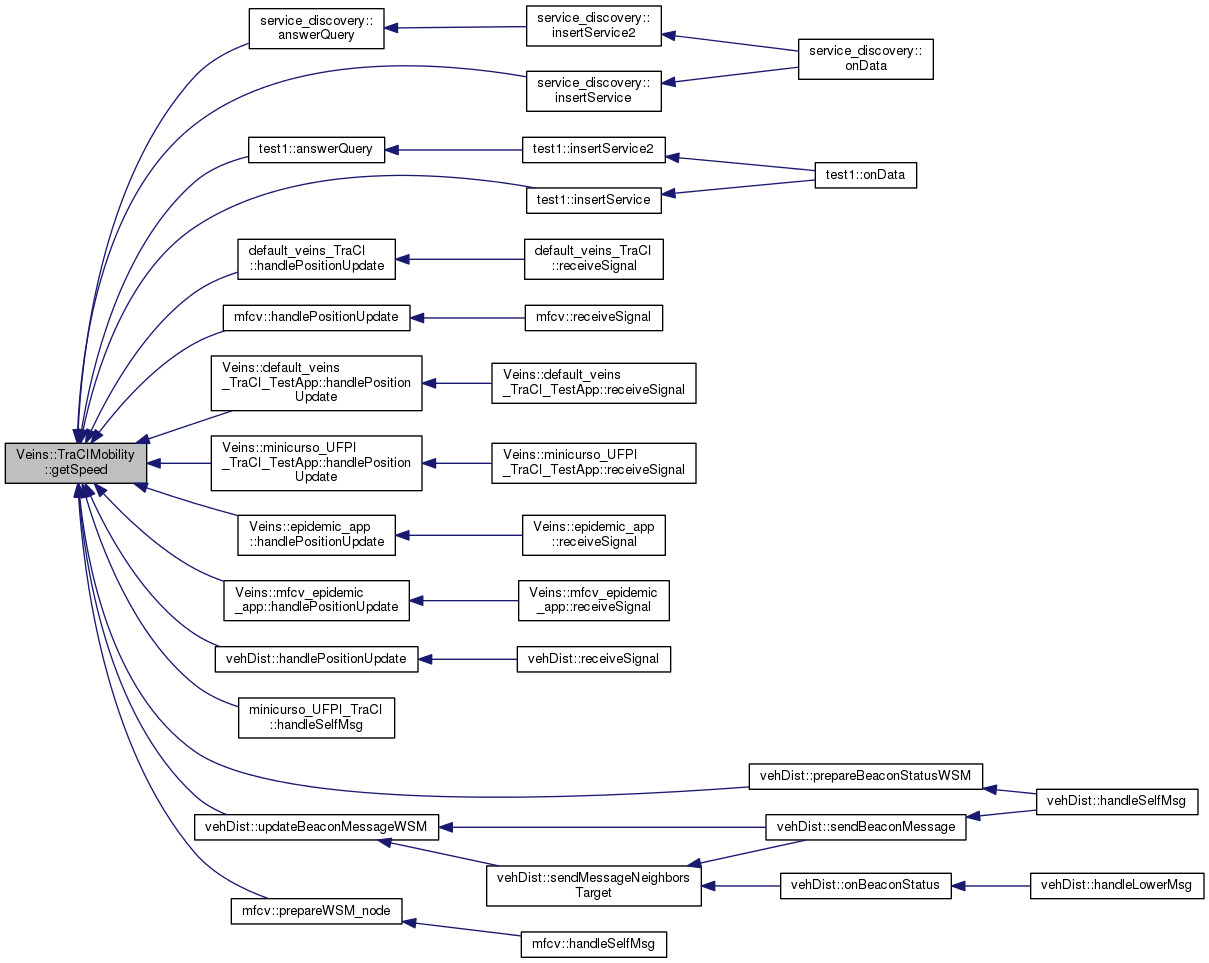 service_discovery::
answerQuery
service_discovery::
insertService2
service_discovery::
onData
service_discovery::
insertService
test1::answerQuery
test1::insertService2
test1::onData
test1::insertService
default_veins_TraCI
::handlePositionUpdate
default_veins_TraCI
::receiveSignal
mfcv::handlePositionUpdate
mfcv::receiveSignal
Veins::default_veins
_TraCI_TestApp::handlePosition
Update
Veins::default_veins
_TraCI_TestApp::receiveSignal
Veins::TraCIMobility
::getSpeed
Veins::minicurso_UFPI
_TraCI_TestApp::handlePosition
Update
Veins::minicurso_UFPI
_TraCI_TestApp::receiveSignal
Veins::epidemic_app
::handlePositionUpdate
Veins::epidemic_app
::receiveSignal
Veins::mfcv_epidemic
_app::handlePositionUpdate
Veins::mfcv_epidemic
_app::receiveSignal
vehDist::handlePositionUpdate
vehDist::receiveSignal
minicurso_UFPI_TraCI
::handleSelfMsg
vehDist::prepareBeaconStatusWSM
vehDist::handleSelfMsg
vehDist::updateBeaconMessageWSM
vehDist::sendBeaconMessage
vehDist::sendMessageNeighbors
Target
vehDist::onBeaconStatus
vehDist::handleLowerMsg
mfcv::prepareWSM_node
mfcv::handleSelfMsg